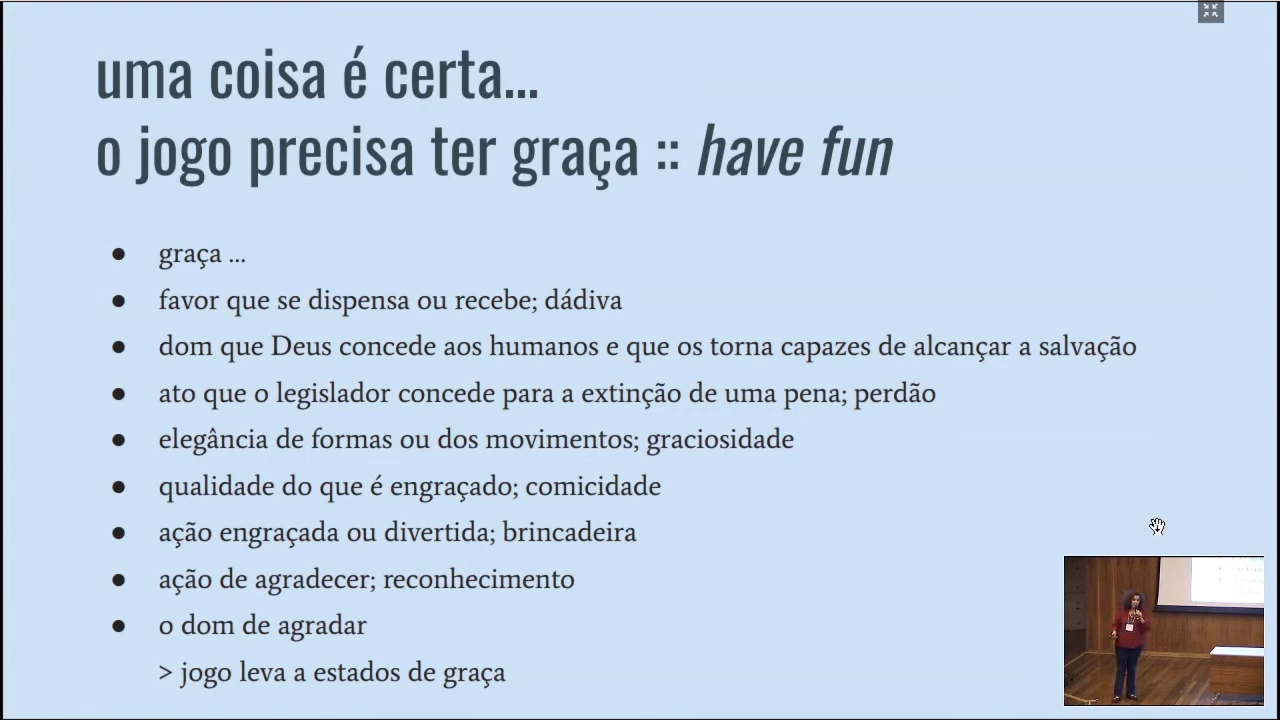 uma coisa é certa...
o jogo precisa ter graça :: have fun
● graça ...
● favor que se dispensa ou recebe; dádiva
● dom que Deus concede aos humanos e que os torna capazes de alcançar a salvação
● ato que o legislador concede para a extinção de uma pena; perdão
● elegância de formas ou dos movimentos; graciosidade
● qualidade do que é engraçado; comicidade
● ação engraçada ou divertida; brincadeira
● ação de agradecer; reconhecimento
● o dom de agradar
> jogo leva a estados de graça